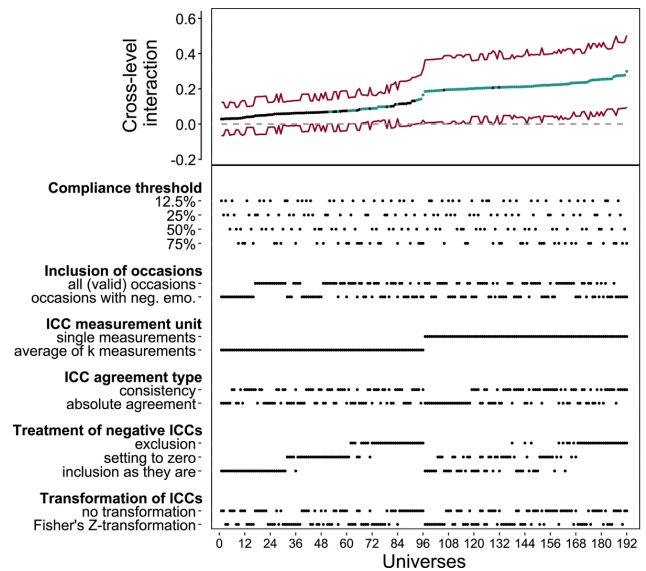 Cross-level
interaction
0.6
0.4
0.2
0.0
-0.2
Compliance threshold
12.5%
25%
50%
75%
Inclusion of occasions
all (valid) occasions
occasions with neg. emo.
ICC measurement unit
single measurements
average of k measurements
ICC agreement type
consistency
absolute agreement
Treatment of negative ICCs
exclusion
setting to zero
inclusion as they are
Transformation of ICCs
no transformation
Fisher's Z-transformation
0 12 24 36 48 60 72 84 96 108 120 132 144 156 168 180 192
Universes